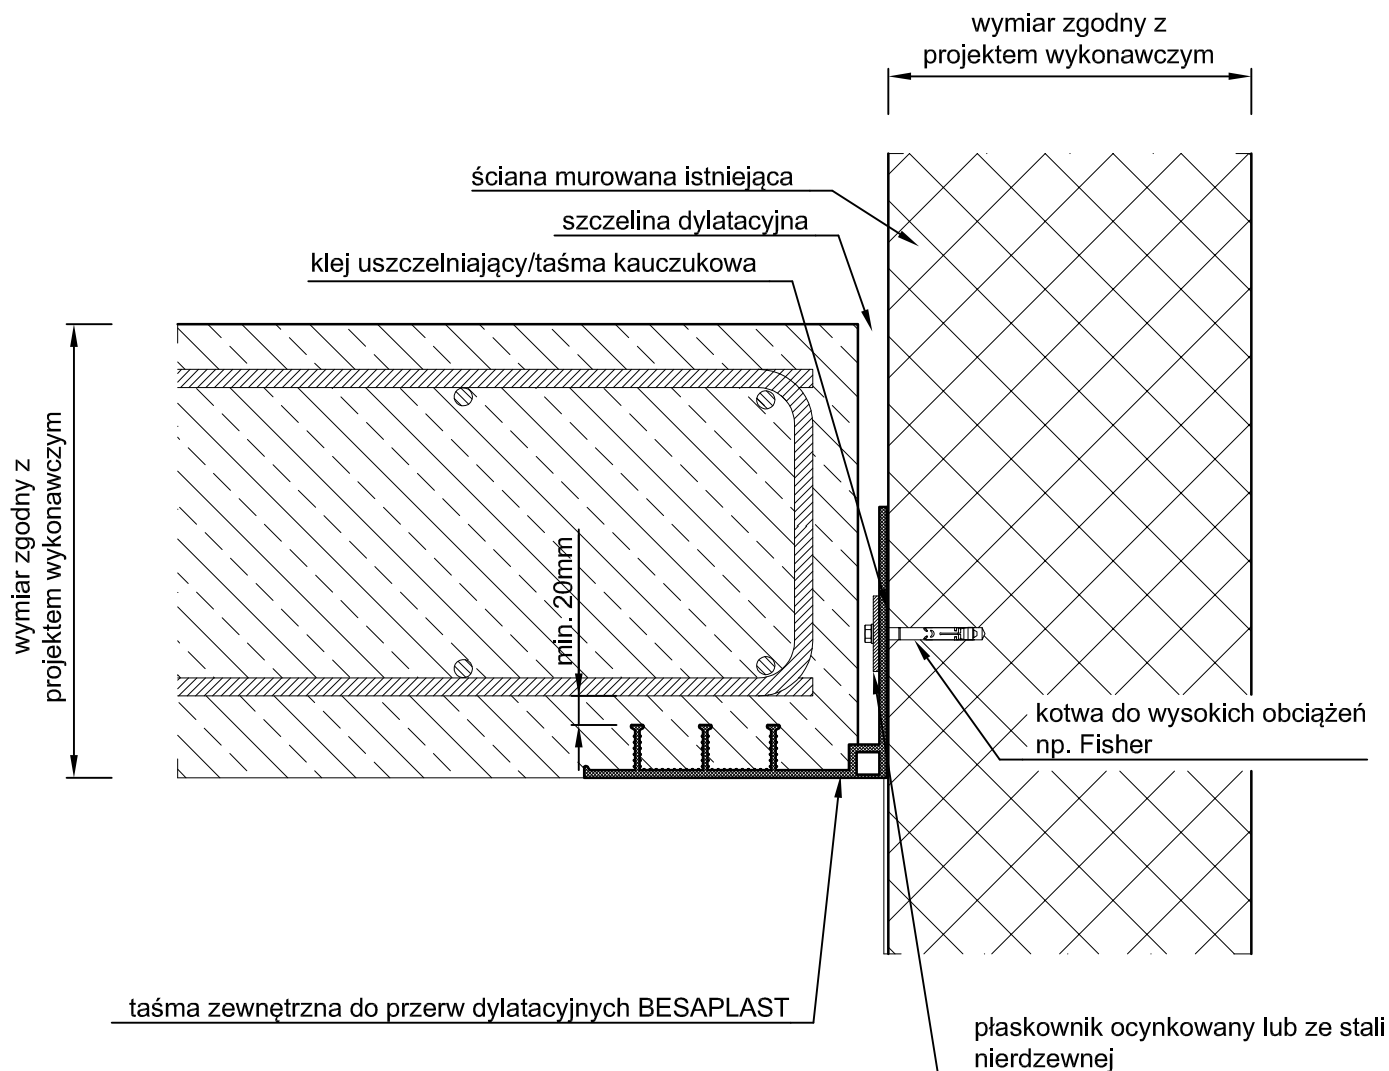 wymiar zgodny z
projektem wykonawczym
ściana murowana istniejąca
szczelina dylatacyjna
klej uszczelniający/taśma kauczukowa
wymiar zgodny z
projektem wykonawczym
min. 20mm
kotwa do wysokich obciążeń
np. Fisher
taśma zewnętrzna do przerw dylatacyjnych BESAPLAST
płaskownik ocynkowany lub ze stali
nierdzewnej